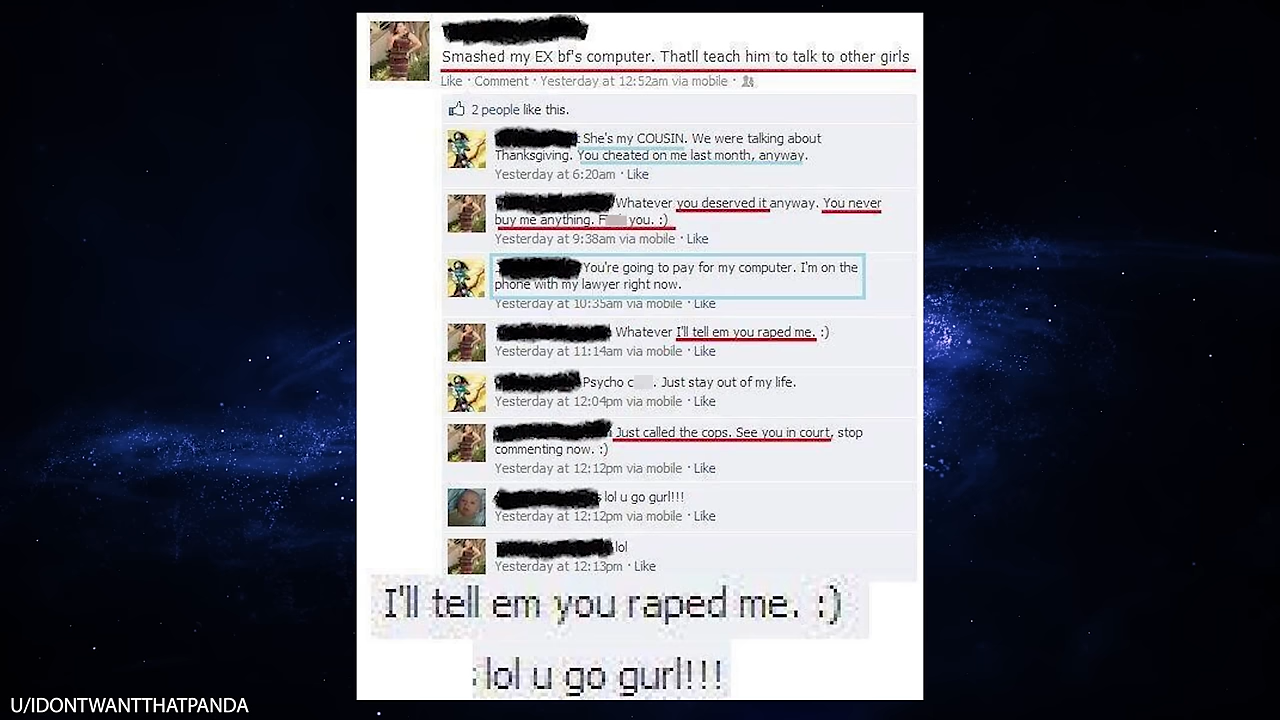 Smashed my EX bf's computer. Thatll teach him to talk to other girls
Like · Comment · Yesterday at 12:52am via mobile ·
2 people like this.
She's my COUSIN. We were talking about
Thanksgiving. You cheated on me last month, anyway.
Yesterday at 6:20am · Like
Whatever you deserved it anyway. You never
buy me anything. F you. :)
Yesterday at 9:38am via mobile · Like
You're going to pay for my computer. I'm on the
phone with my lawyer right now.
Yesterday at 10:35am via mobile · Like
Whatever I'll tell em you raped me. :)
Yesterday at 11:14am via mobile · Like
Psycho c . Just stay out of my life.
Yesterday at 12:04pm via mobile · Like
Just called the cops. See you in court, stop
commenting now. :)
Yesterday at 12:12pm via mobile · Like
lol u go gurl!!!
Yesterday at 12:12pm via mobile · Like
lol
Yesterday at 12:13pm · Like
I'll tell em you raped me. :)
lol u go gurl!!!
U/IDONTWANTTHATPANDA